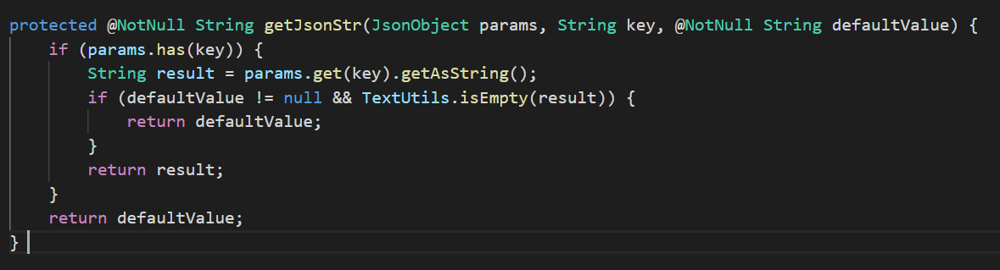 protected @NotNull String getJsonStr(JsonObject params, String key, @NotNull String defaultValue) {
    if (params.has(key)) {
        String result = params.get(key).getAsString();
        if (defaultValue != null && TextUtils.isEmpty(result)) {
            return defaultValue;
        }
        return result;
    }
    return defaultValue;
}